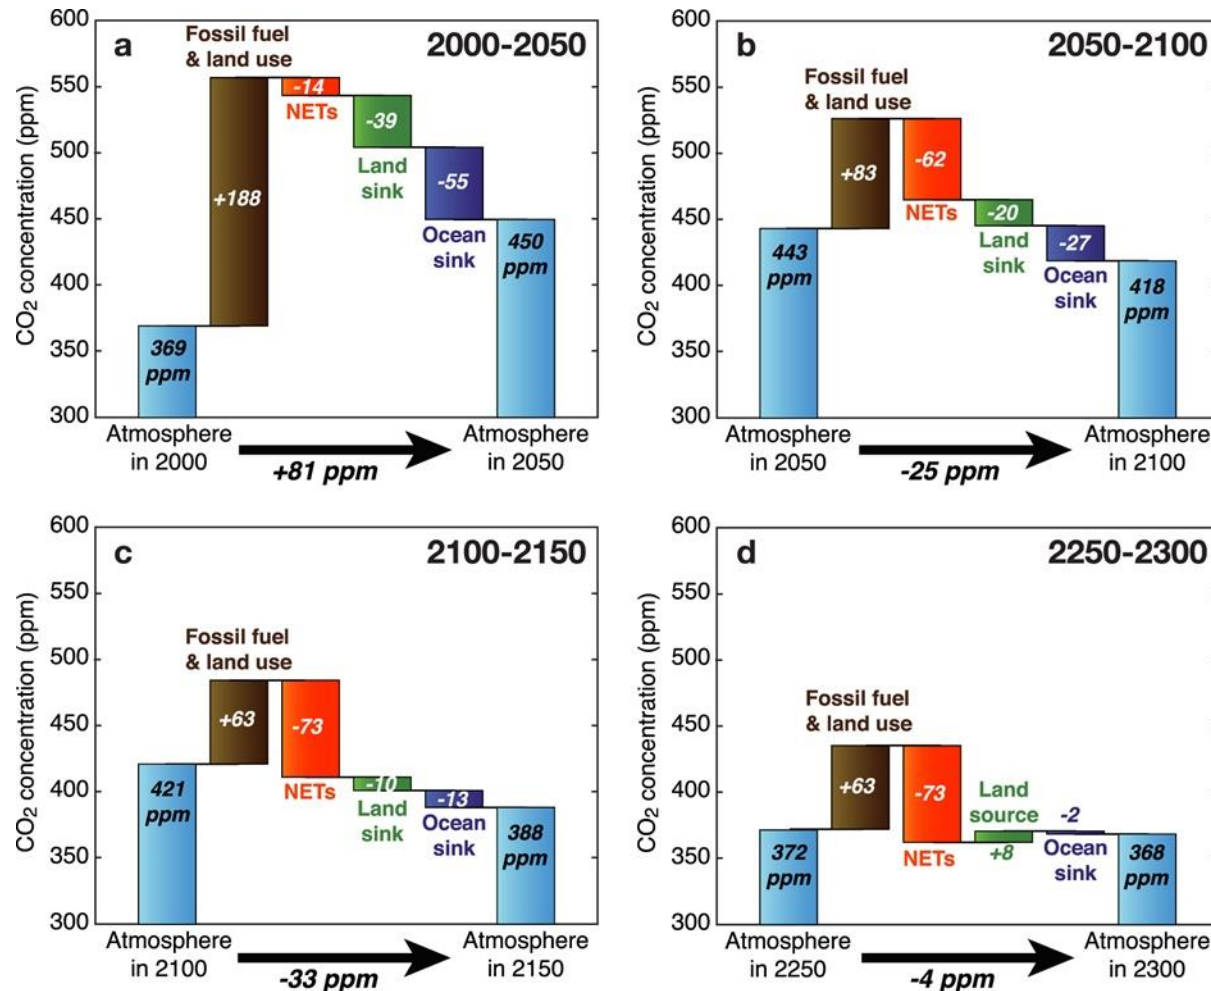 a
2000-2050
Fossil fuel
& land use
600
550
500
450
400
350
300
CO2 concentration (ppm)
-14
NETs
-39
Land
sink
+188
-55
Ocean
sink
450
ppm
369
ppm
Atmosphere
in 2000
+81 ppm
Atmosphere
in 2050
b
2050-2100
Fossil fuel
& land use
600
550
500
450
400
350
300
CO2 concentration (ppm)
+83
-62
NETs
-20
Land
sink
-27
Ocean
sink
443
ppm
418
ppm
Atmosphere
in 2050
-25 ppm
Atmosphere
in 2100
c
2100-2150
Fossil fuel
& land use
600
550
500
450
400
350
300
CO2 concentration (ppm)
+63
-73
NETs
-10
Land
sink
-13
Ocean
sink
421
ppm
388
ppm
Atmosphere
in 2100
-33 ppm
Atmosphere
in 2150
d
2250-2300
Fossil fuel
& land use
600
550
500
450
400
350
300
CO2 concentration (ppm)
+63
-73
NETs
Land
source
+8
-2
Ocean
sink
372
ppm
368
ppm
Atmosphere
in 2250
-4 ppm
Atmosphere
in 2300